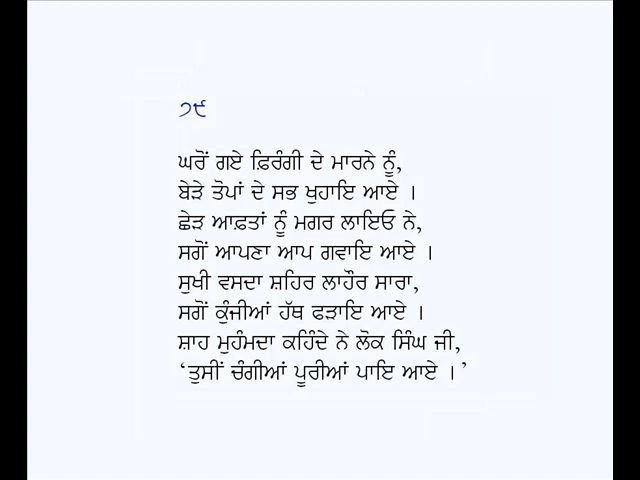 ੭੯
ਘਰੋਂ ਗਏ ਫ਼ਿਰੰਗੀ ਦੇ ਮਾਰਨੇ ਨੂੰ,
ਬੇੜੇ ਤੋਪਾਂ ਦੇ ਸਭ ਖੁਹਾਇ ਆਏ ।
ਛੇੜ ਆਫ਼ਤਾਂ ਨੂੰ ਮਗਰ ਲਾਇਓ ਨੇ,
ਸਗੋਂ ਆਪਣਾ ਆਪ ਗਵਾਇ ਆਏ ।
ਸੁਖੀ ਵਸਦਾ ਸ਼ਹਿਰ ਲਾਹੌਰ ਸਾਰਾ,
ਸਗੋਂ ਕੁੰਜੀਆਂ ਹੱਥ ਫੜਾਇ ਆਏ ।
ਸ਼ਾਹ ਮੁਹੰਮਦਾ ਕਹਿੰਦੇ ਨੇ ਲੋਕ ਸਿੰਘ ਜੀ,
‘ਤੁਸੀਂ ਚੰਗੀਆਂ ਪੂਰੀਆਂ ਪਾਇ ਆਏ ।’